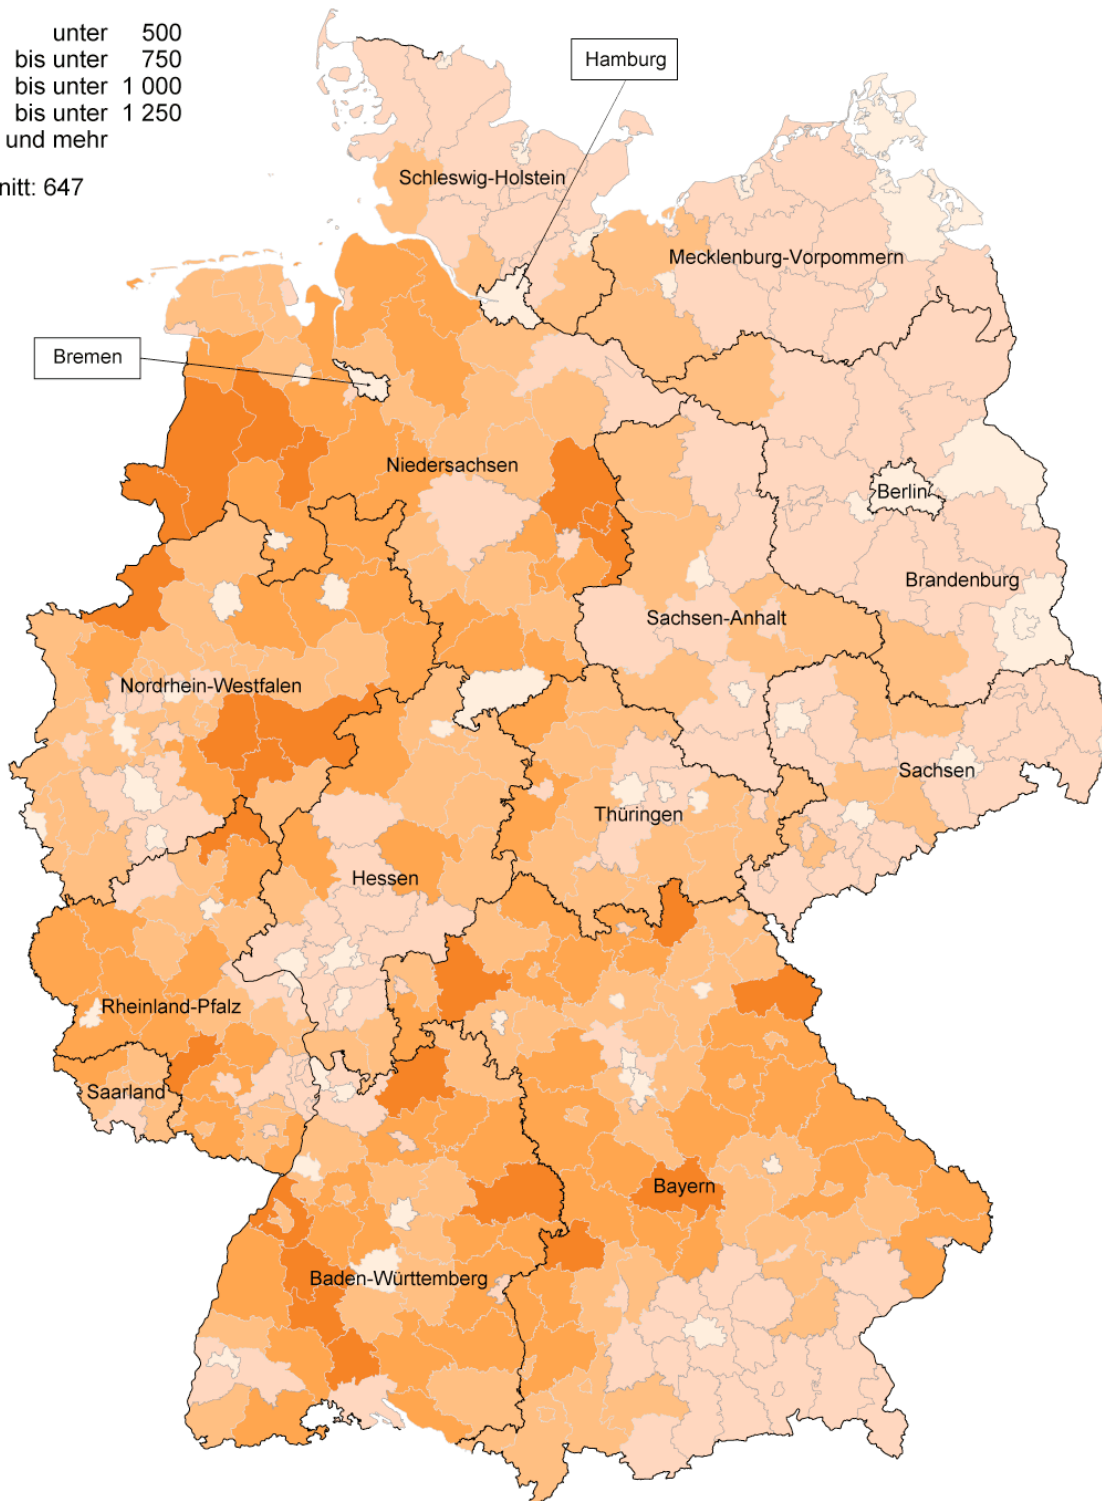 unter 500
bis unter 750
bis unter 1 000
bis unter 1 250
und mehr
nitt: 647
Hamburg
Schleswig-Holstein
Mecklenburg-Vorpommern
Bremen
Niedersachsen
Berlin
Brandenburg
Sachsen-Anhalt
Nordrhein-Westfalen
Sachsen
Thüringen
Hessen
Rheinland-Pfalz
Saarland
Bayern
Baden-Württemberg